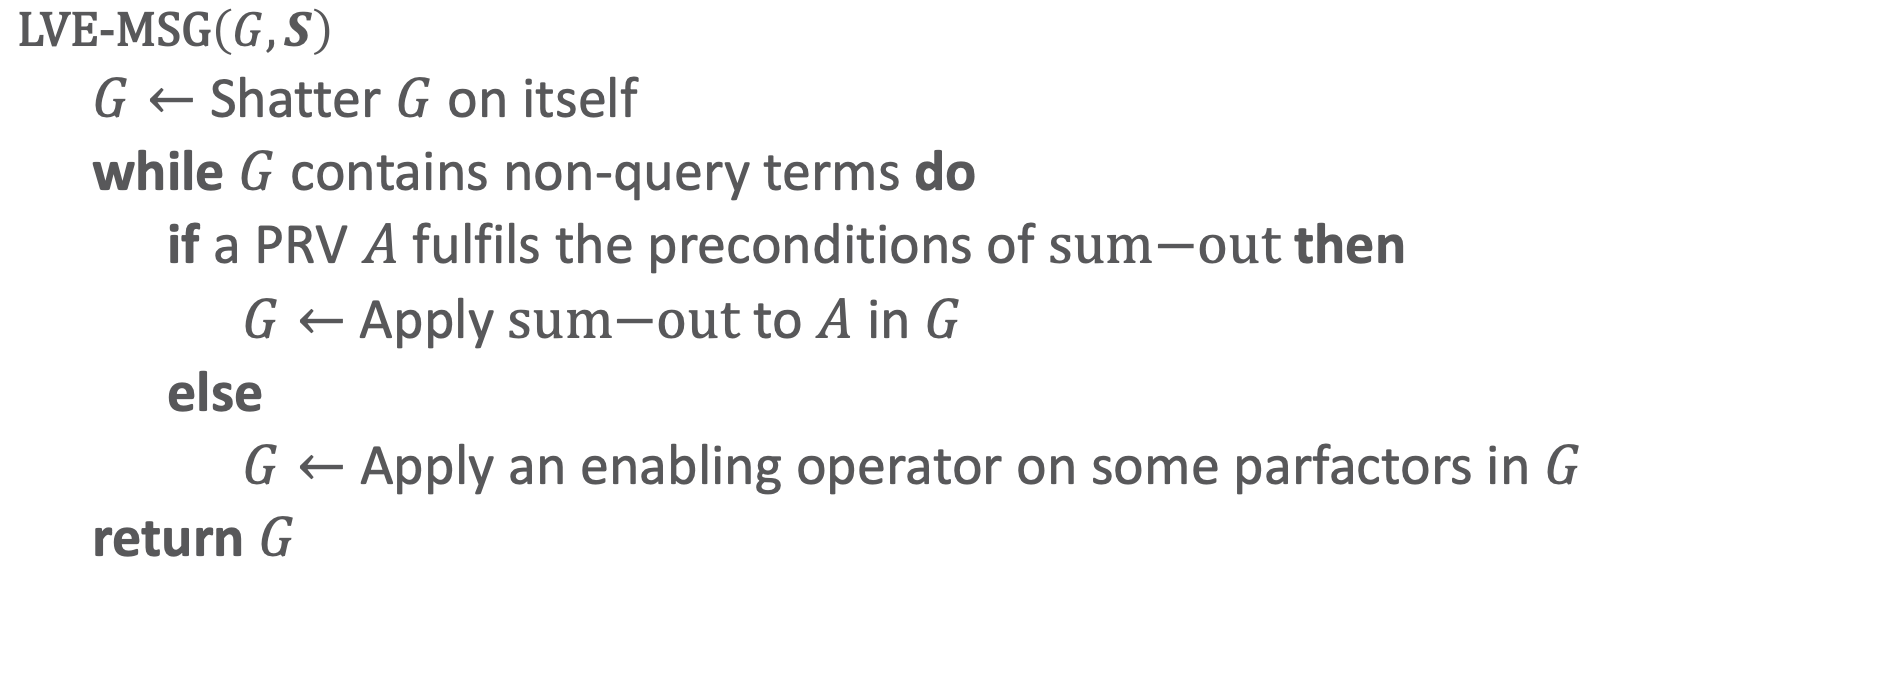 LVE-MSG(G, S)
G ← Shatter G on itself
while G contains non-query terms do
if a PRV A fulfils the preconditions of sum−out then
G ← Apply sum−out to A in G
else
G ← Apply an enabling operator on some parfactors in G
return G